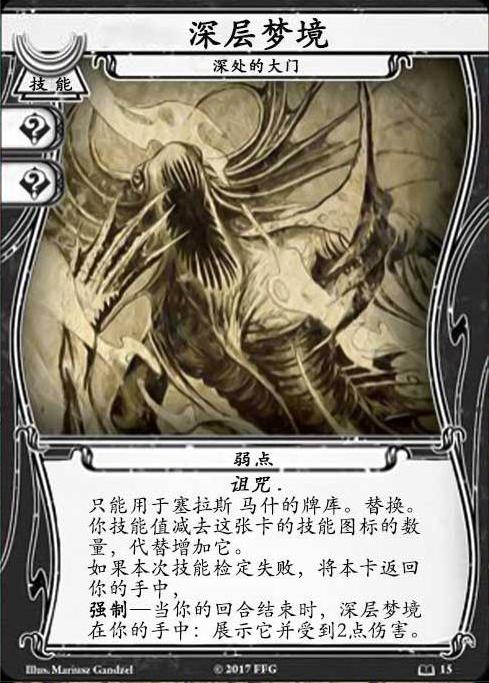 深层梦境
深处的大门
技能
弱点
诅咒.
只能用于塞拉斯 马什的牌库。替换。
你技能值减去这张卡的技能图标的数
量，代替增加它。
如果本次技能检定失败，将本卡返回
你的手中，
强制—当你的回合结束时，深层梦境
在你的手中：展示它并受到2点伤害。
Illus. Mariusz Gandzel
© 2017 FFG
15